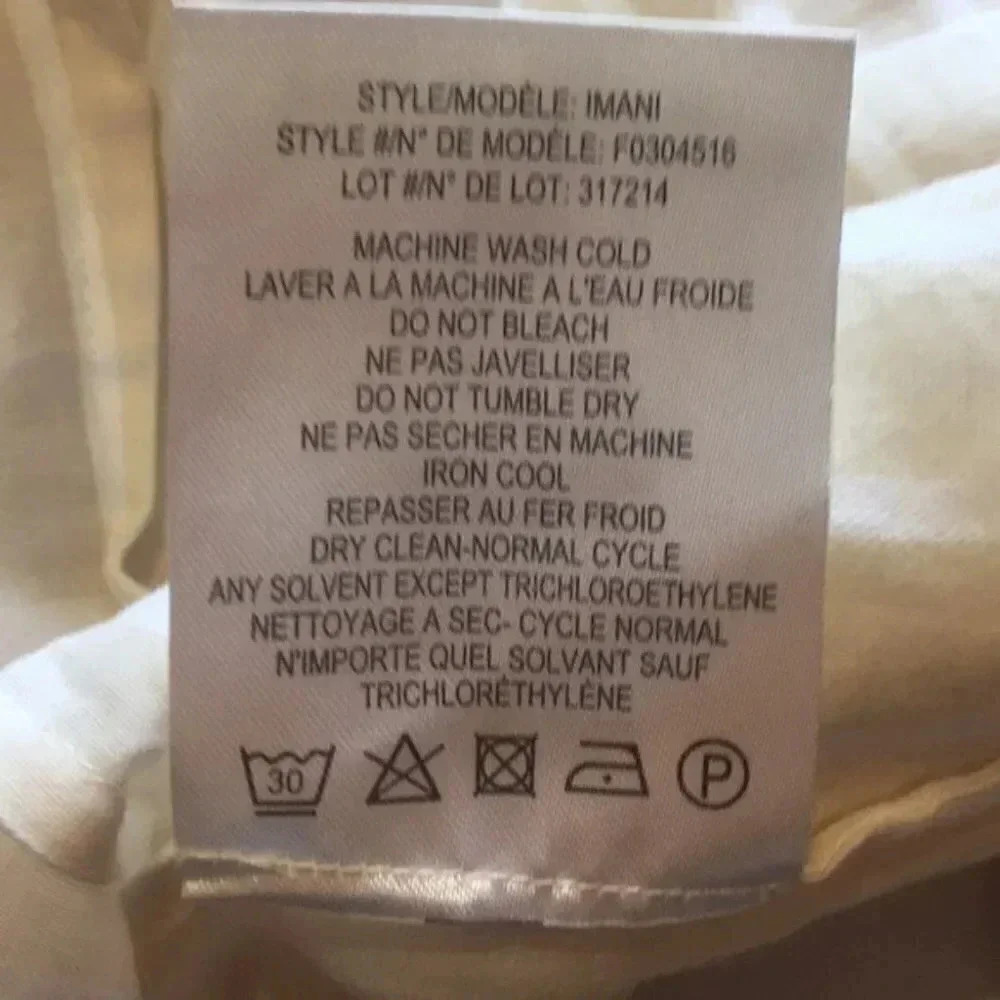 STYLE/MODÈLE: IMANI
STYLE #/N° DE MODÈLE: F0304516
LOT #/N° DE LOT: 317214
MACHINE WASH COLD
LAVER A LA MACHINE A L'EAU FROIDE
DO NOT BLEACH
NE PAS JAVELLISER
DO NOT TUMBLE DRY
NE PAS SECHER EN MACHINE
IRON COOL
REPASSER AU FER FROID
DRY CLEAN-NORMAL CYCLE
ANY SOLVENT EXCEPT TRICHLOROETHYLENE
NETTOYAGE A SEC- CYCLE NORMAL
N'IMPORTE QUEL SOLVANT SAUF
TRICHLORÉTHYLÈNE
30 P